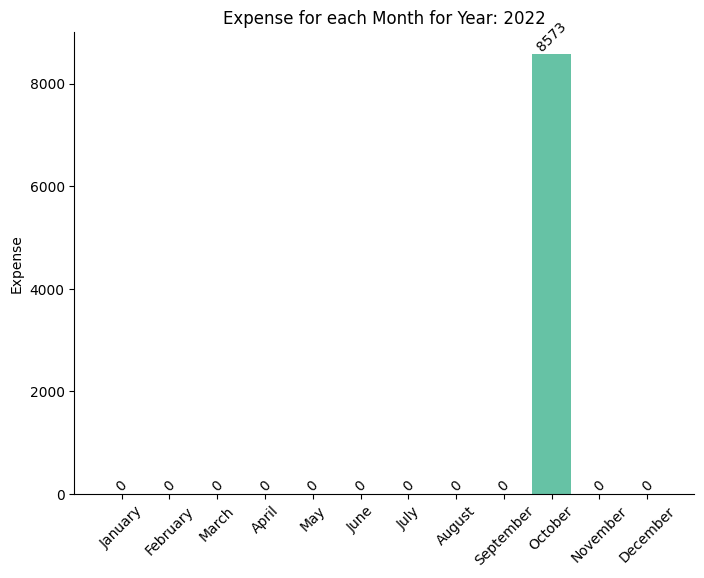 Expense for each Month for Year: 2022
8573
8000
6000
4000
2000
0
Expense
0
0
0
0
0
0
0
0
0
0
0
January
February
March
April
May
June
July
August
September
October
November
December